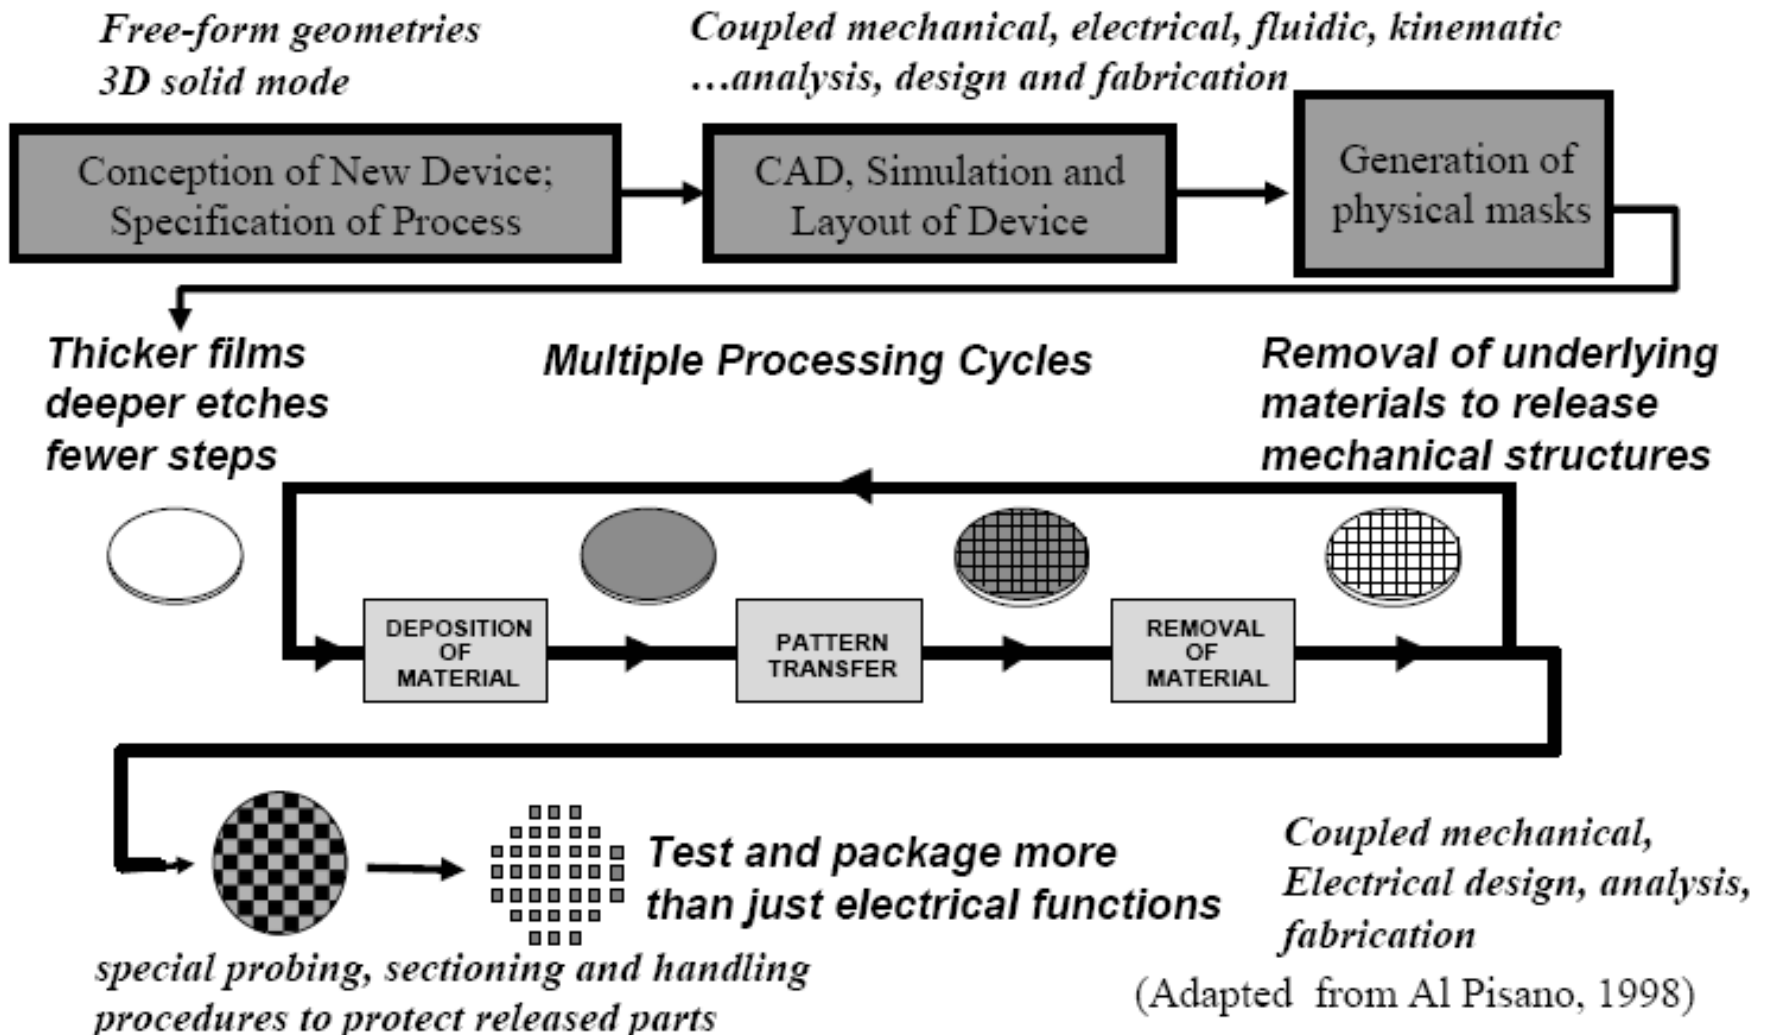 Free-form geometries
3D solid mode
Coupled mechanical, electrical, fluidic, kinematic
…analysis, design and fabrication
Conception of New Device;
Specification of Process
CAD, Simulation and
Layout of Device
Generation of
physical masks
Thicker films
deeper etches
fewer steps
Multiple Processing Cycles
Removal of underlying
materials to release
mechanical structures
DEPOSITION
OF
MATERIAL
PATTERN
TRANSFER
REMOVAL
OF
MATERIAL
Test and package more
than just electrical functions
Coupled mechanical,
Electrical design, analysis,
fabrication
special probing, sectioning and handling
procedures to protect released parts
(Adapted from Al Pisano, 1998)